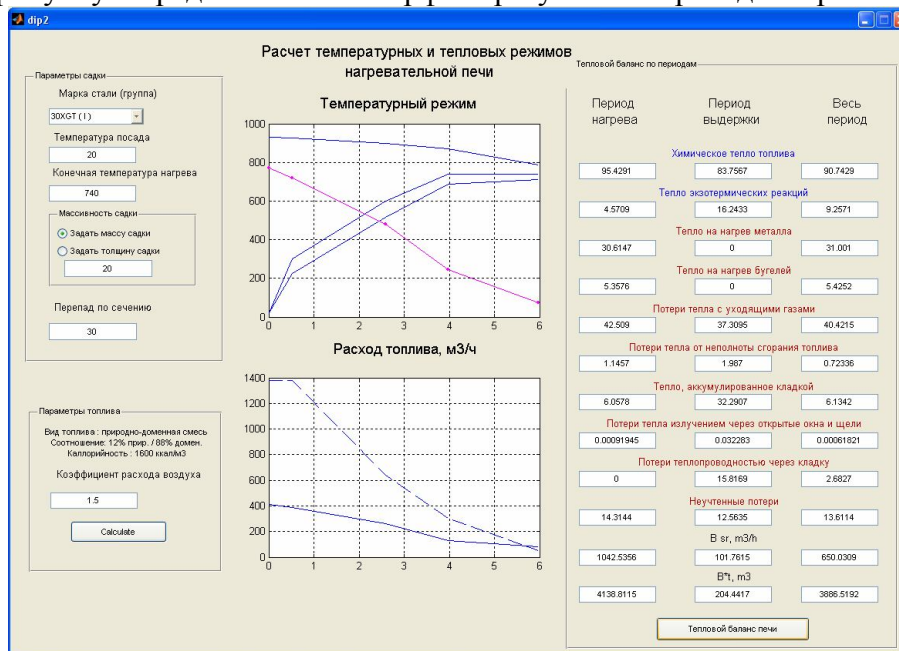 dip2
Расчет температурных и тепловых режимов
нагревательной печи
Параметры садки
Марка стали (группа)
30XGT ( I )
Температура посада
20
Конечная температура нагрева
740
Массивность садки
Задать массу садки
Задать толщину садки
20
Перепад по сечению
30
Параметры топлива
Вид топлива : природно-доменная смесь
Соотношение: 12% прир. / 88% домен.
Каллорийность : 1600 ккал/м3
Коэффициент расхода воздуха
1.5
Calculate
Температурный режим
1000
800
600
400
200
0
0 1 2 3 4 5 6
Расход топлива, м3/ч
1400
1200
1000
800
600
400
200
0
0 1 2 3 4 5 6
Тепловой баланс по периодам
Период нагрева Период выдержки Весь период
Химическое тепло топлива
95.4291 83.7567 90.7429
Тепло экзотермических реакций
4.5709 16.2433 9.2571
Тепло на нагрев металла
30.6147 0 31.001
Тепло на нагрев бугелей
5.3576 0 5.4252
Потери тепла с уходящими газами
42.509 37.3095 40.4215
Потери тепла от неполноты сгорания топлива
1.1457 1.987 0.72336
Тепло, аккумулированное кладкой
6.0578 32.2907 6.1342
Потери тепла излучением через открытые окна и щели
0.00091945 0.032283 0.00061821
Потери теплопроводностью через кладку
0 15.8169 2.6827
Неучтенные потери
14.3144 12.5635 13.6114
B sr, m3/h
1042.5356 101.7615 650.0309
B*t, m3
4138.8115 204.4417 3886.5192
Тепловой баланс печи